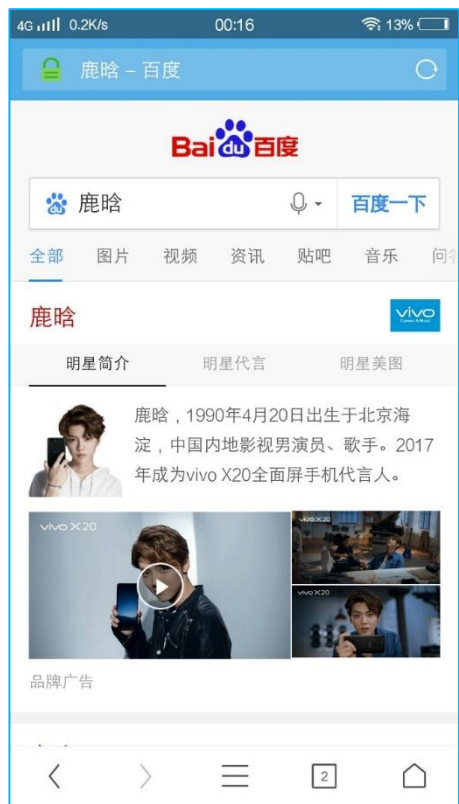 4G 0.2K/s 00:16 13%
鹿晗 – 百度
Bai du 百度
du 鹿晗 百度一下
全部 图片 视频 资讯 贴吧 音乐 问
鹿晗 vivo
明星简介 明星代言 明星美图
鹿晗，1990年4月20日出生于北京海
淀，中国内地影视男演员、歌手。2017
年成为vivo X20全面屏手机代言人。
vivo X20
vivo X20
vivo X20
品牌广告
2